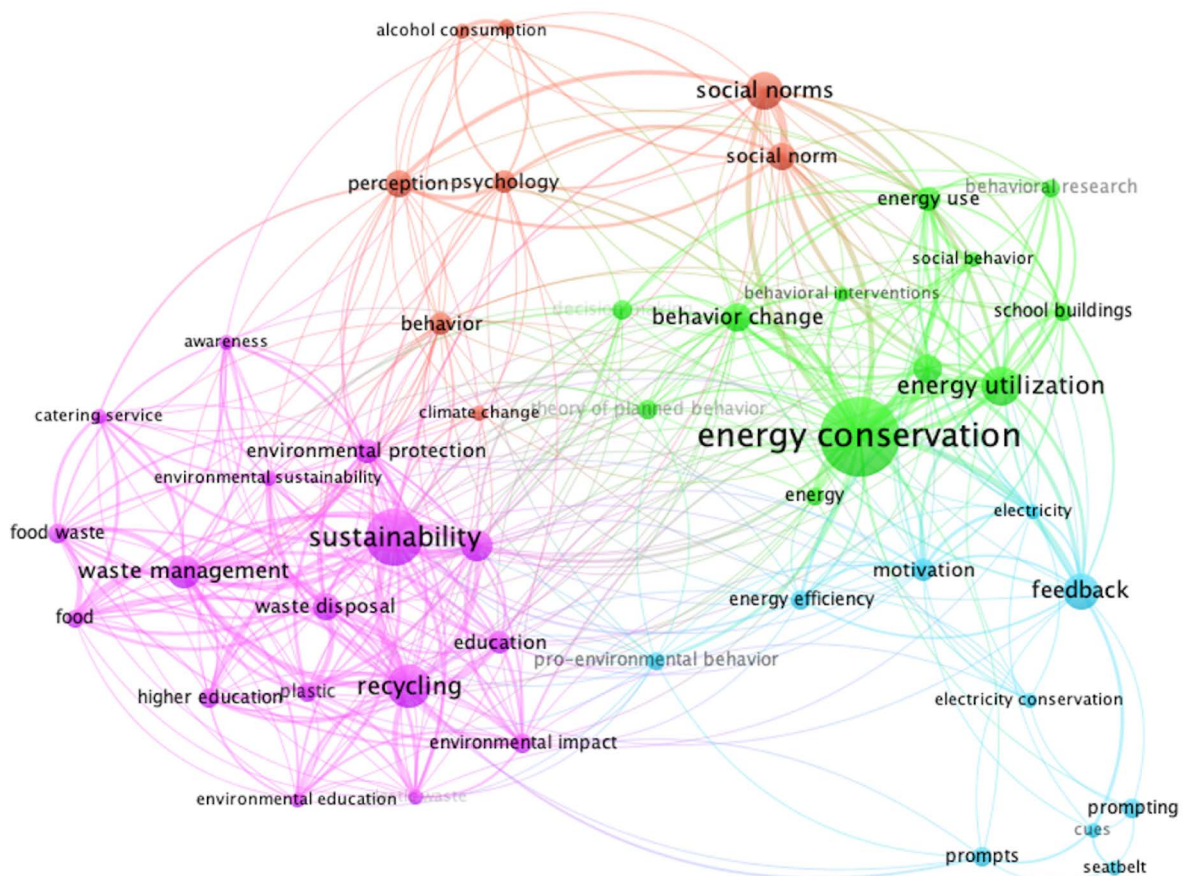 alcohol consumption
social norms
social norm
perception
psychology
behavioral research
energy use
social behavior
behavioral interventions
decision making
school buildings
behavior change
behavior
awareness
energy utilization
theory of planned behavior
climate change
catering service
energy conservation
environmental protection
environmental sustainability
energy
electricity
food waste
sustainability
waste management
motivation
feedback
energy efficiency
waste disposal
food
education
pro-environmental behavior
recycling
plastic
higher education
electricity conservation
environmental impact
environmental education
waste
prompting
cues
prompts
seatbelt